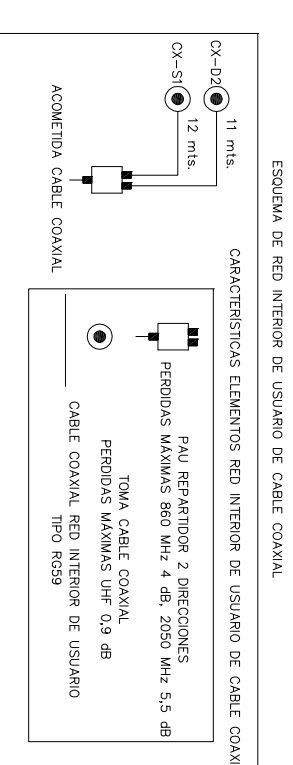 ESQUEMA DE RED INTERIOR DE USUARIO DE CABLE COAXIAL
CARACTERÍSTICAS ELEMENTOS RED INTERIOR DE USUARIO DE CABLE COAXI
CX-D2
11 mts.
CX-S1
12 mts.
ACOMETIDA CABLE COAXIAL
PAU REPARTIDOR 2 DIRECCIONES
PERDIDAS MÁXIMAS 860 MHz 4 dB, 2050 MHz 5,5 dB
TOMA CABLE COAXIAL
PERDIDAS MÁXIMAS UHF 0,9 dB
CABLE COAXIAL RED INTERIOR DE USUARIO
TIPO RG59